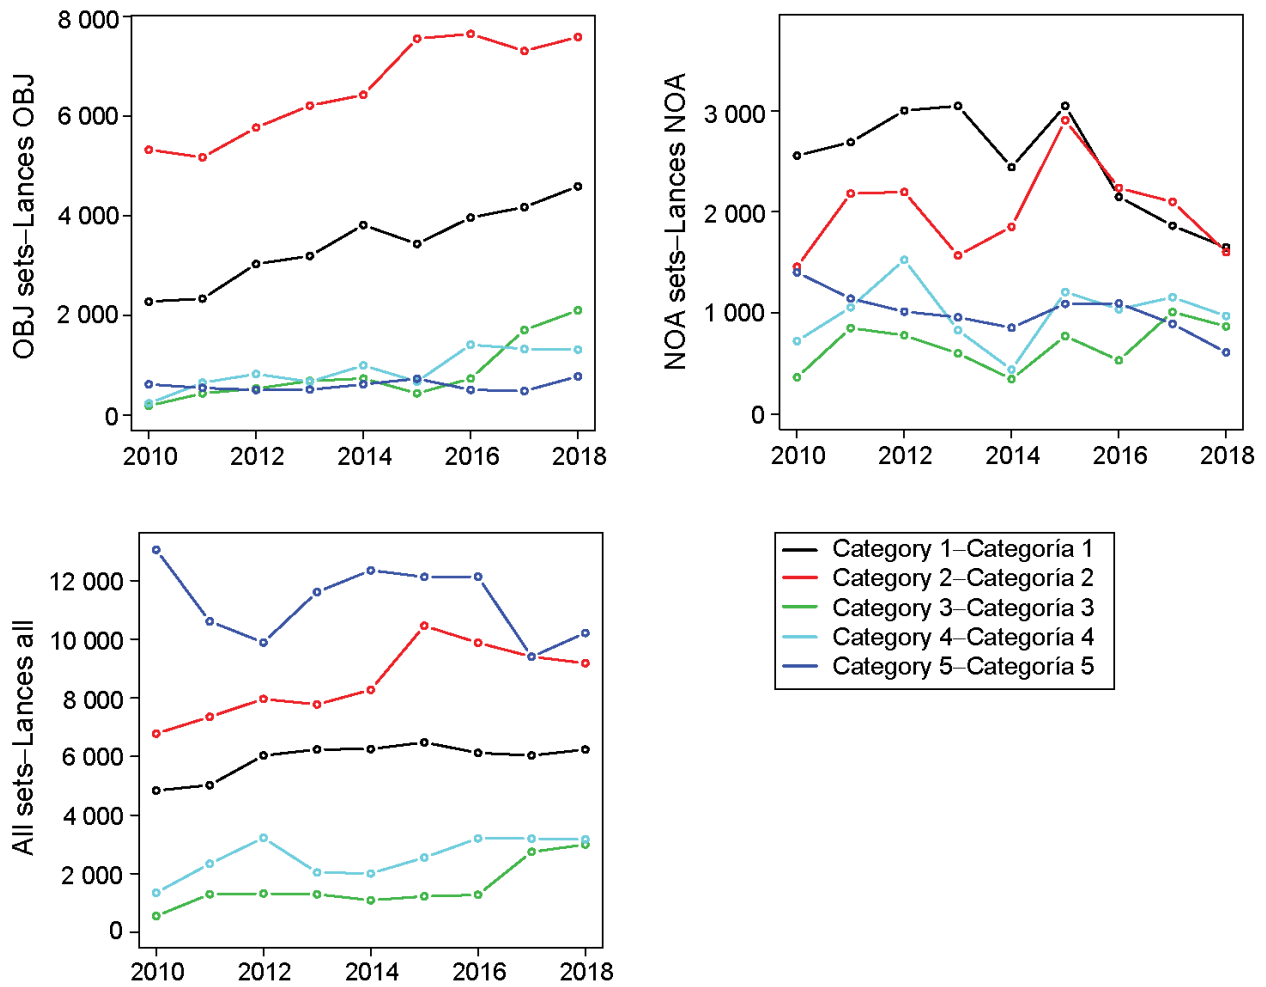 OBJ sets–Lances OBJ
8 000
6 000
4 000
2 000
0
2010 2012 2014 2016 2018
NOA sets–Lances NOA
3 000
2 000
1 000
0
2010 2012 2014 2016 2018
All sets–Lances all
12 000
10 000
8 000
6 000
4 000
2 000
0
2010 2012 2014 2016 2018
Category 1–Categoría 1
Category 2–Categoría 2
Category 3–Categoría 3
Category 4–Categoría 4
Category 5–Categoría 5